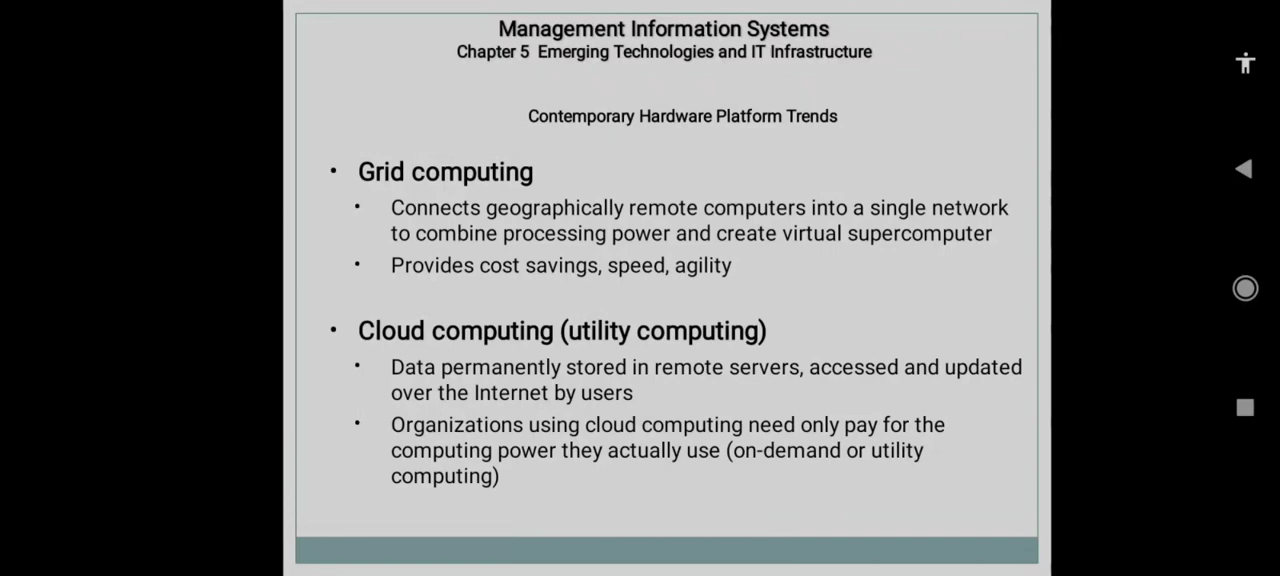 Management Information Systems
Chapter 5 Emerging Technologies and IT Infrastructure
Contemporary Hardware Platform Trends
• Grid computing
• Connects geographically remote computers into a single network
to combine processing power and create virtual supercomputer
• Provides cost savings, speed, agility
• Cloud computing (utility computing)
• Data permanently stored in remote servers, accessed and updated
over the Internet by users
• Organizations using cloud computing need only pay for the
computing power they actually use (on-demand or utility
computing)